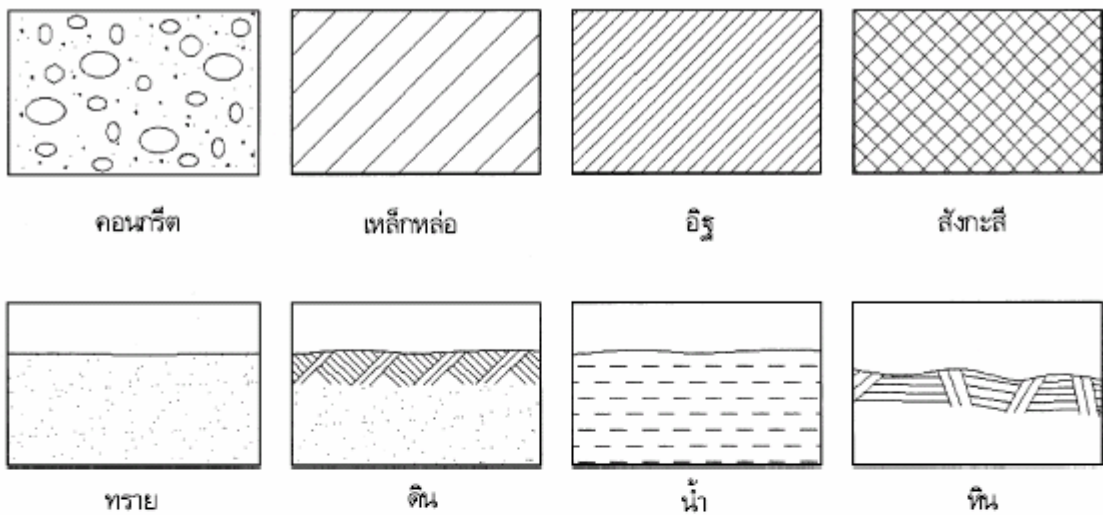 คอนกรีต เหล็กหล่อ อิฐ สังกะสี
ทราย ดิน น้ำ หิน